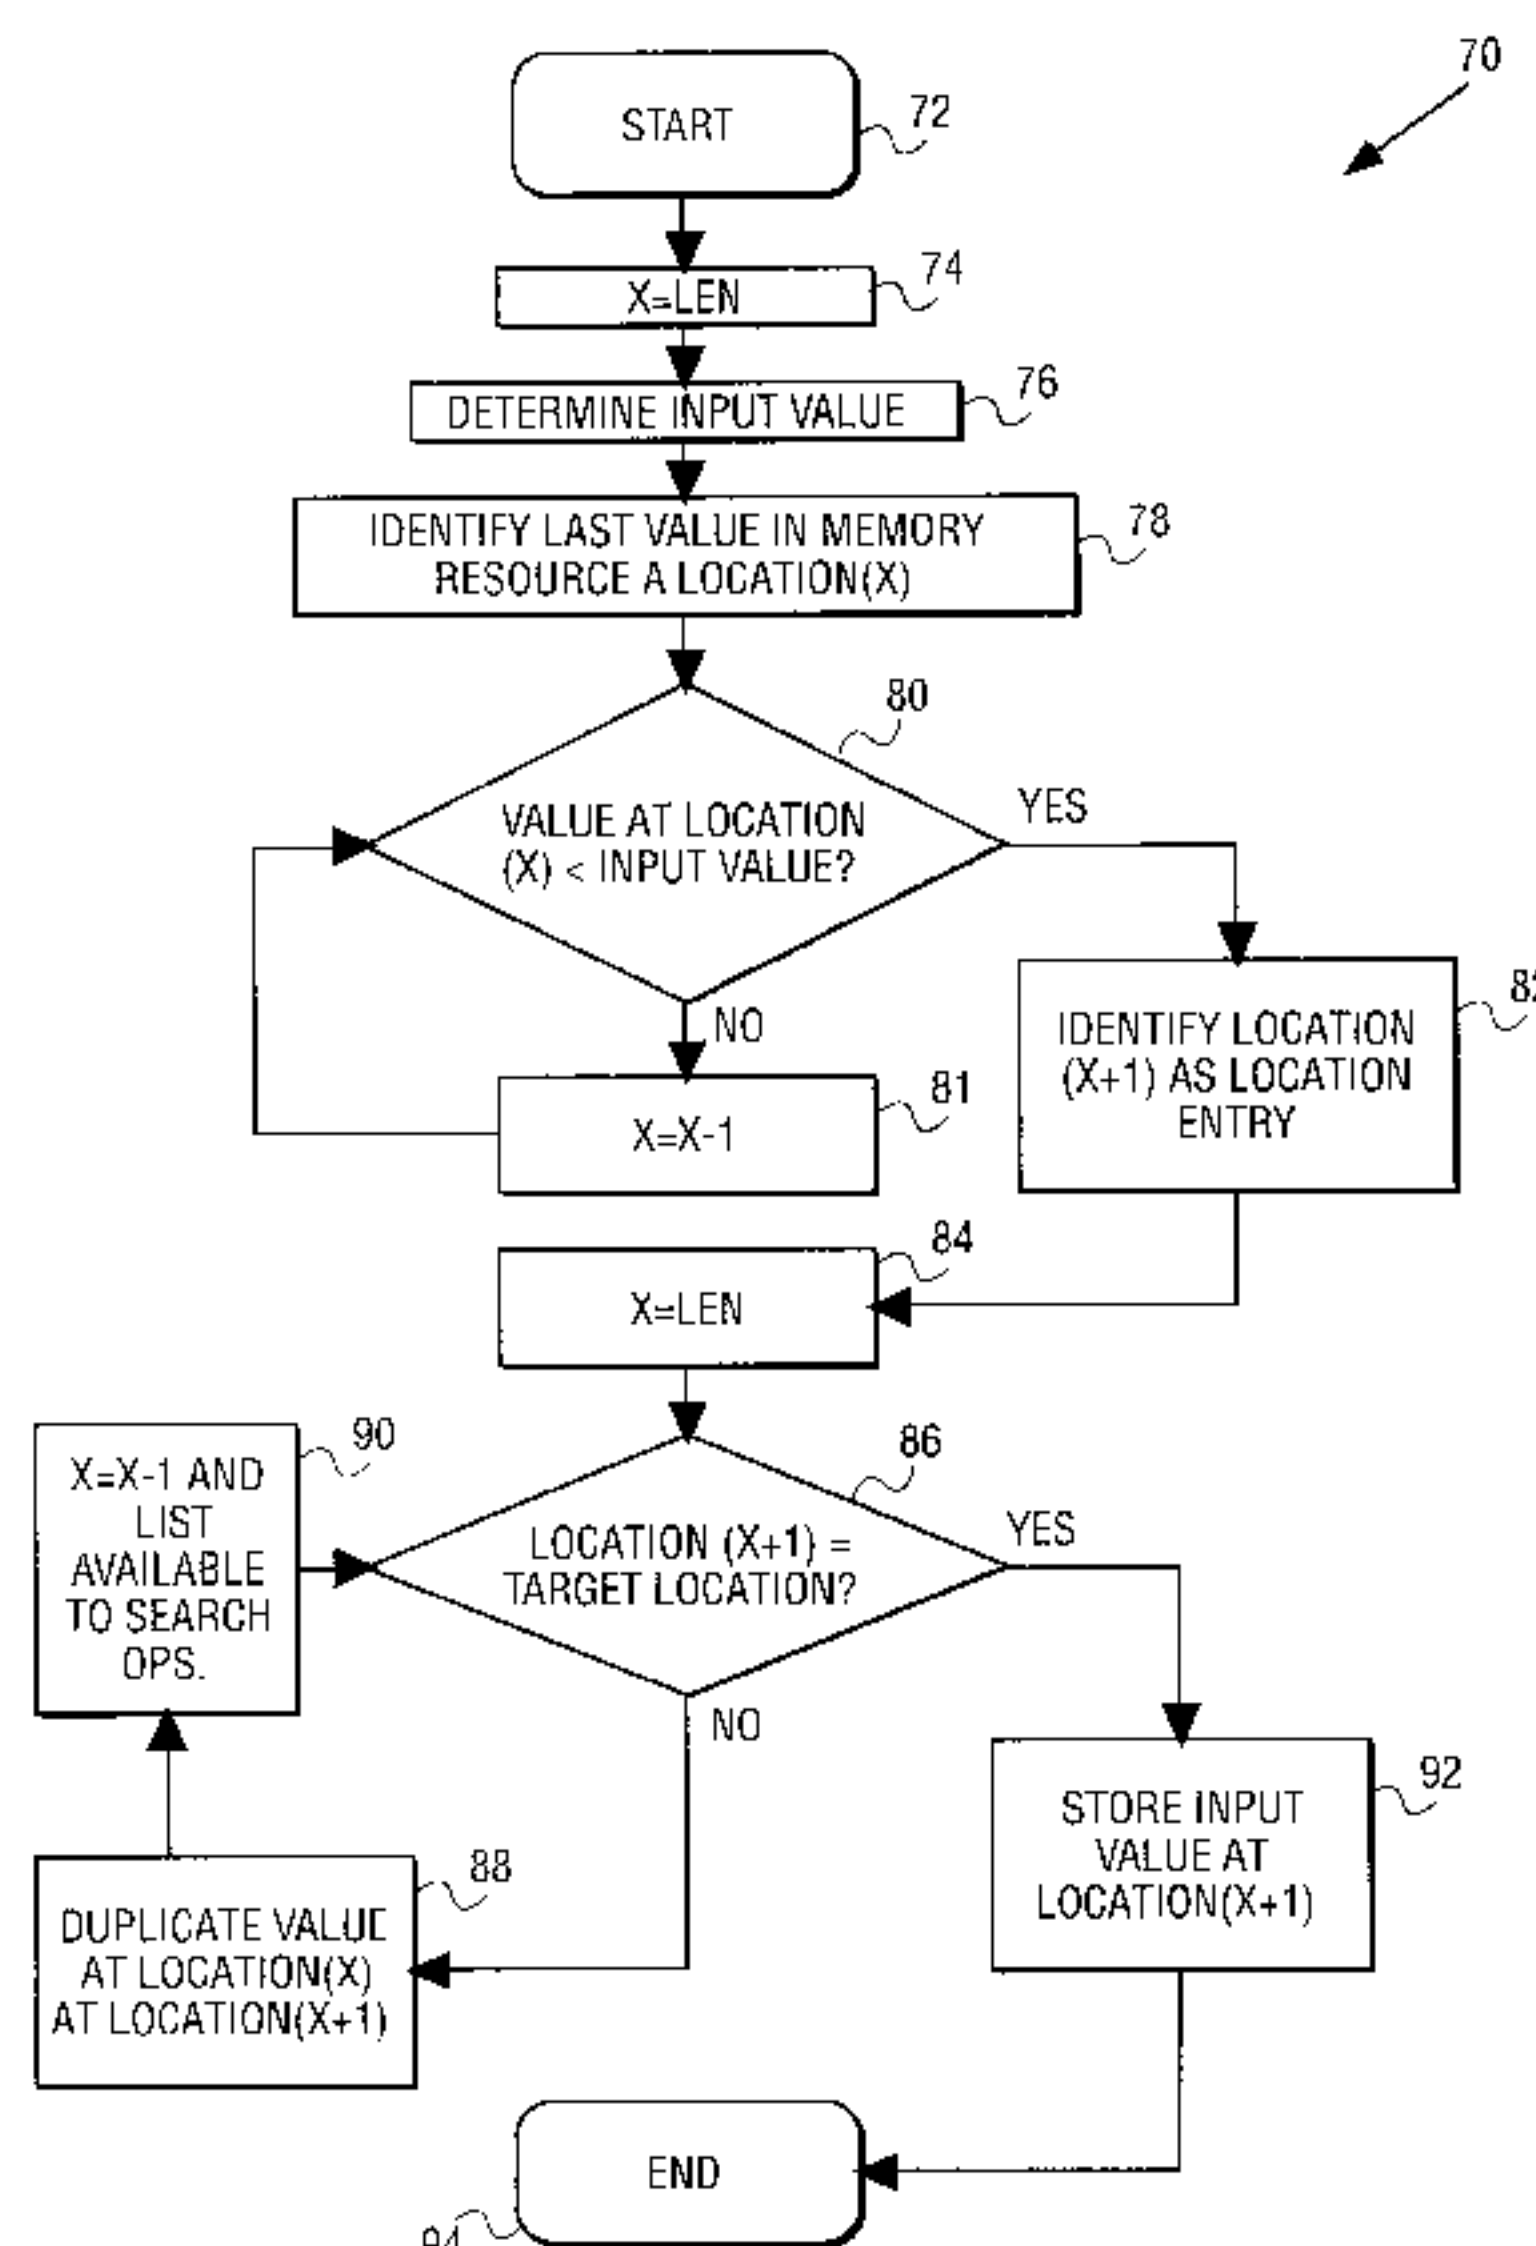 70
START
72
X=LEN
74
DETERMINE INPUT VALUE
76
IDENTIFY LAST VALUE IN MEMORY
RESOURCE A LOCATION(X)
78
80
VALUE AT LOCATION
(X) < INPUT VALUE?
YES
NO
IDENTIFY LOCATION
(X+1) AS LOCATION
ENTRY
81
X=X-1
84
X=LEN
90
X=X-1 AND
LIST
AVAILABLE
TO SEARCH
OPS.
86
LOCATION (X+1) =
TARGET LOCATION?
YES
NO
92
STORE INPUT
VALUE AT
LOCATION(X+1)
88
DUPLICATE VALUE
AT LOCATION(X)
AT LOCATION(X+1)
END